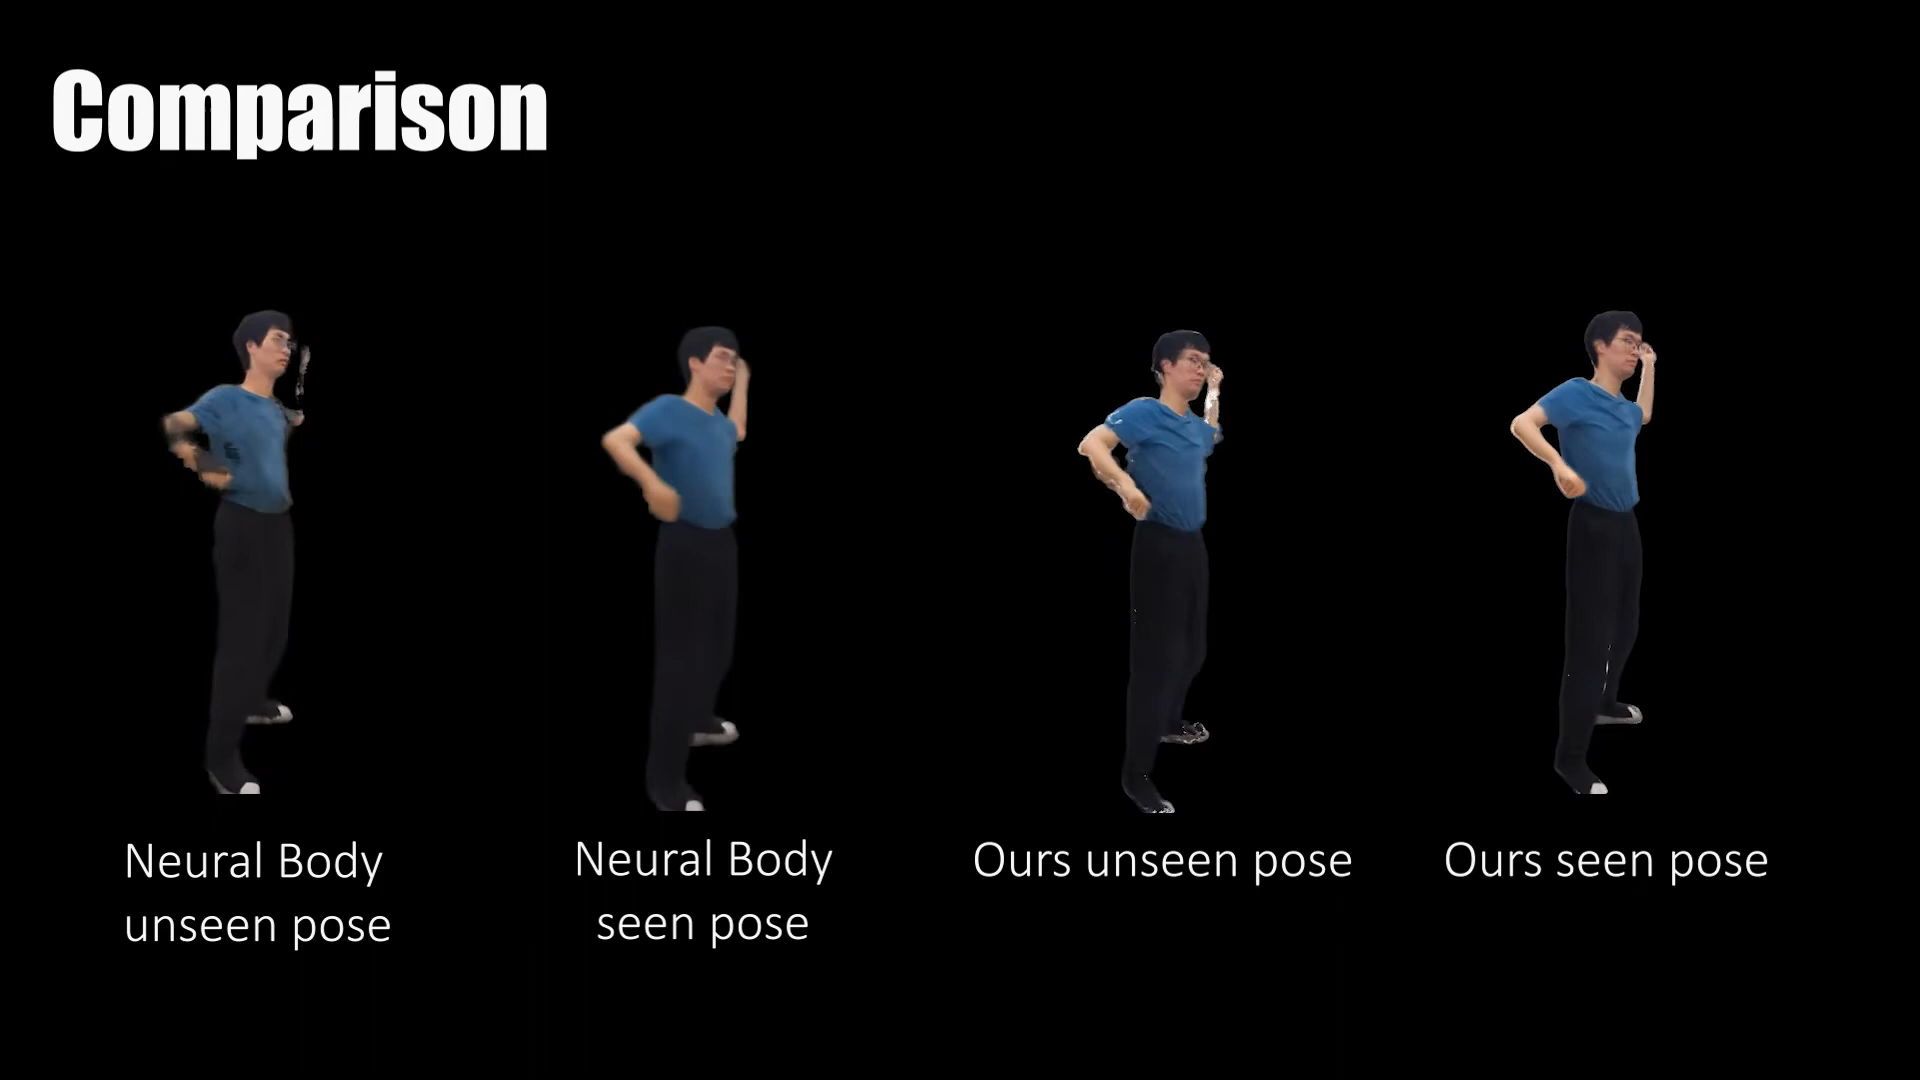 Comparison
Neural Body
unseen pose
Neural Body
seen pose
Ours unseen pose
Ours seen pose